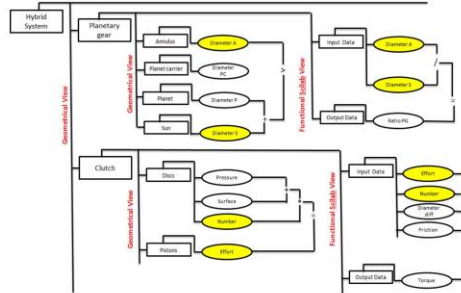 Hybrid System
Planetary gear
Annulus
Diameter A
Planet carrier
Diameter PC
Planet
Diameter P
Sun
Diameter S
Geometrical View
Geometrical View
Functional Scilab View
Input Data
Diameter A
Diameter S
Output Data
Ratio PG
Clutch
Discs
Pressure
Surface
Number
Pistons
Effort
Geometrical View
Functional Scilab View
Input Data
Effort
Number
Diameter diff
Friction
Output Data
Torque